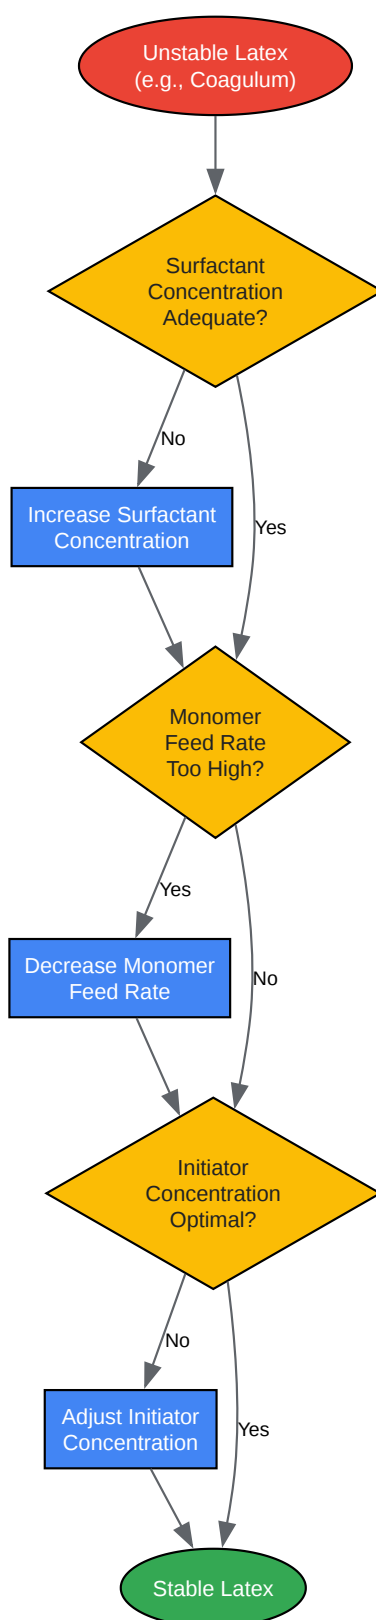 Unstable Latex
(e.g., Coagulum)
Surfactant
Concentration
Adequate?
No
Increase Surfactant
Concentration
Yes
Monomer
Feed Rate
Too High?
Yes
Decrease Monomer
Feed Rate
No
Initiator
Concentration
Optimal?
No
Adjust Initiator
Concentration
Yes
Stable Latex